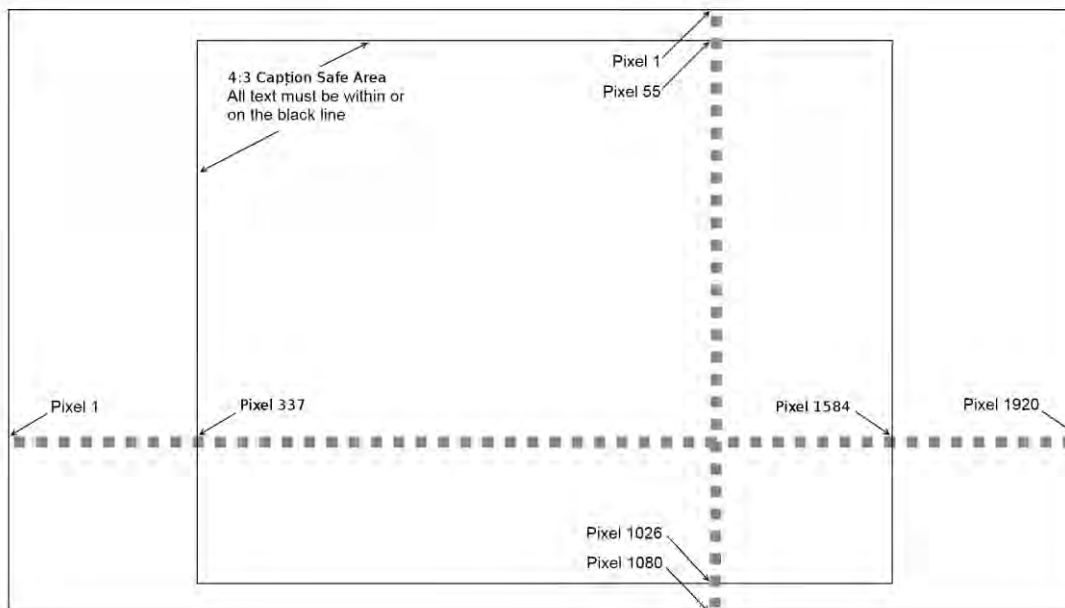 Pixel 1
4:3 Caption Safe Area
All text must be within or
on the black line
Pixel 55
Pixel 1
Pixel 337
Pixel 1584
Pixel 1920
Pixel 1026
Pixel 1080